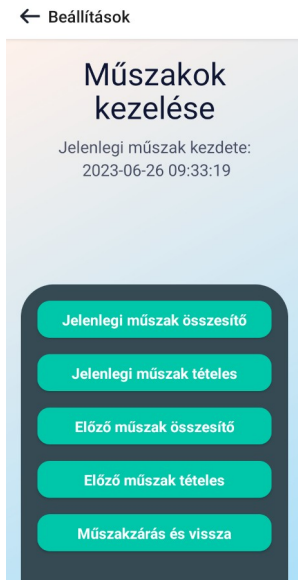 ← Beállítások
Műszakok
kezelése
Jelenlegi műszak kezdete:
2023-06-26 09:33:19
Jelenlegi műszak összesítő
Jelenlegi műszak tételes
Előző műszak összesítő
Előző műszak tételes
Műszakzárás és vissza